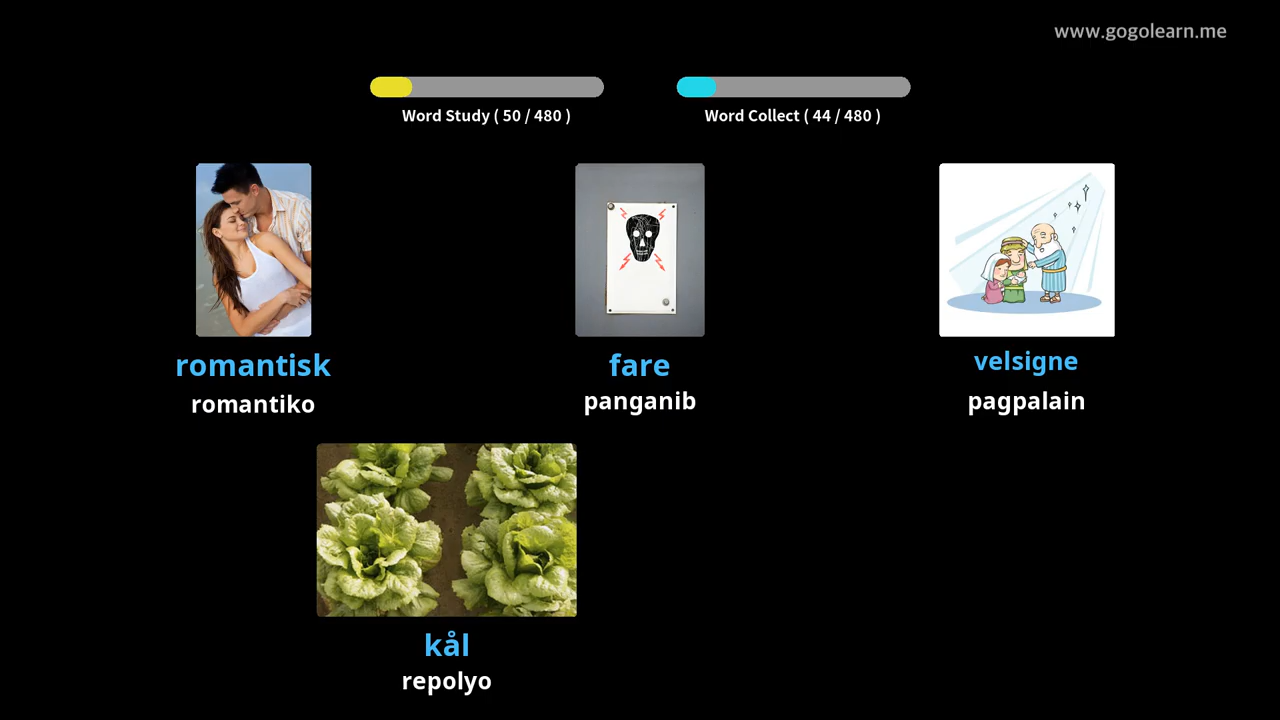 www.gogolearn.me
Word Study ( 50 / 480 )
Word Collect ( 44 / 480 )
romantisk
romantiko
fare
panganib
velsigne
pagpalain
kål
repolyo